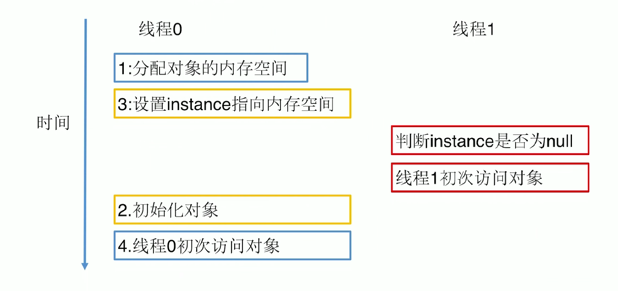 线程0
线程1
1:分配对象的内存空间
3:设置instance指向内存空间
时间
判断instance是否为null
线程1初次访问对象
2.初始化对象
4.线程0初次访问对象